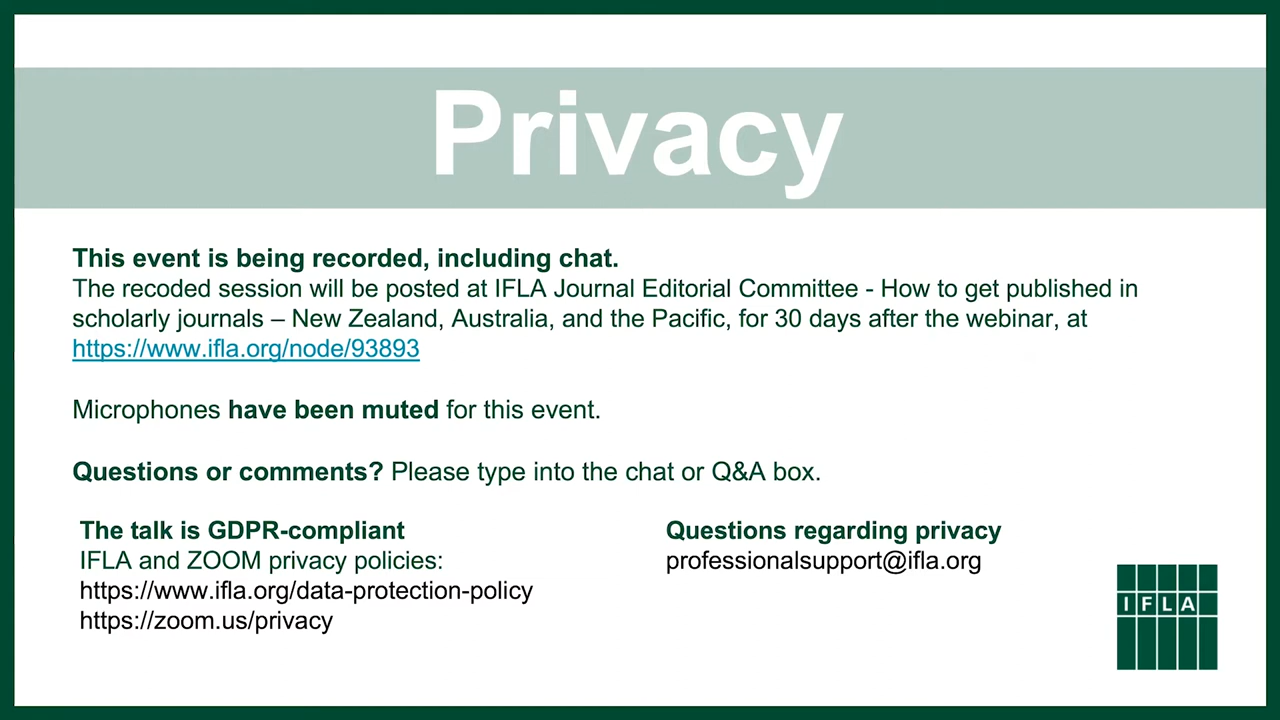 Privacy
This event is being recorded, including chat.
The recoded session will be posted at IFLA Journal Editorial Committee - How to get published in
scholarly journals – New Zealand, Australia, and the Pacific, for 30 days after the webinar, at
https://www.ifla.org/node/93893
Microphones have been muted for this event.
Questions or comments? Please type into the chat or Q&A box.
The talk is GDPR-compliant
IFLA and ZOOM privacy policies:
https://www.ifla.org/data-protection-policy
https://zoom.us/privacy
Questions regarding privacy
professionalsupport@ifla.org
IFLA